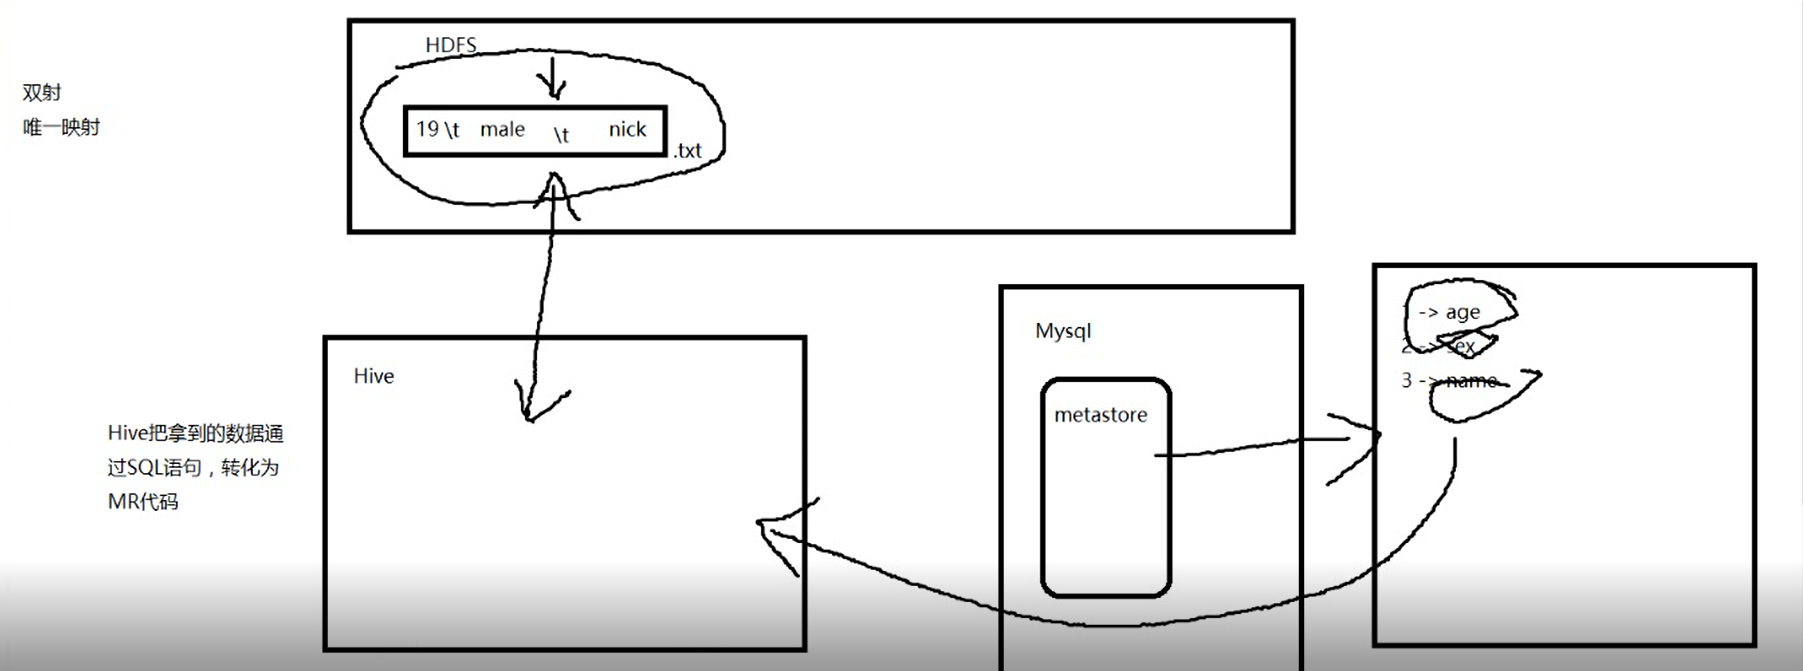 双射
唯一映射
HDFS
19 \t male \t nick
.txt
Hive
Hive把拿到的数据通
过SQL语句，转化为
MR代码
Mysql
metastore
-> age
2 -> sex
3 -> name